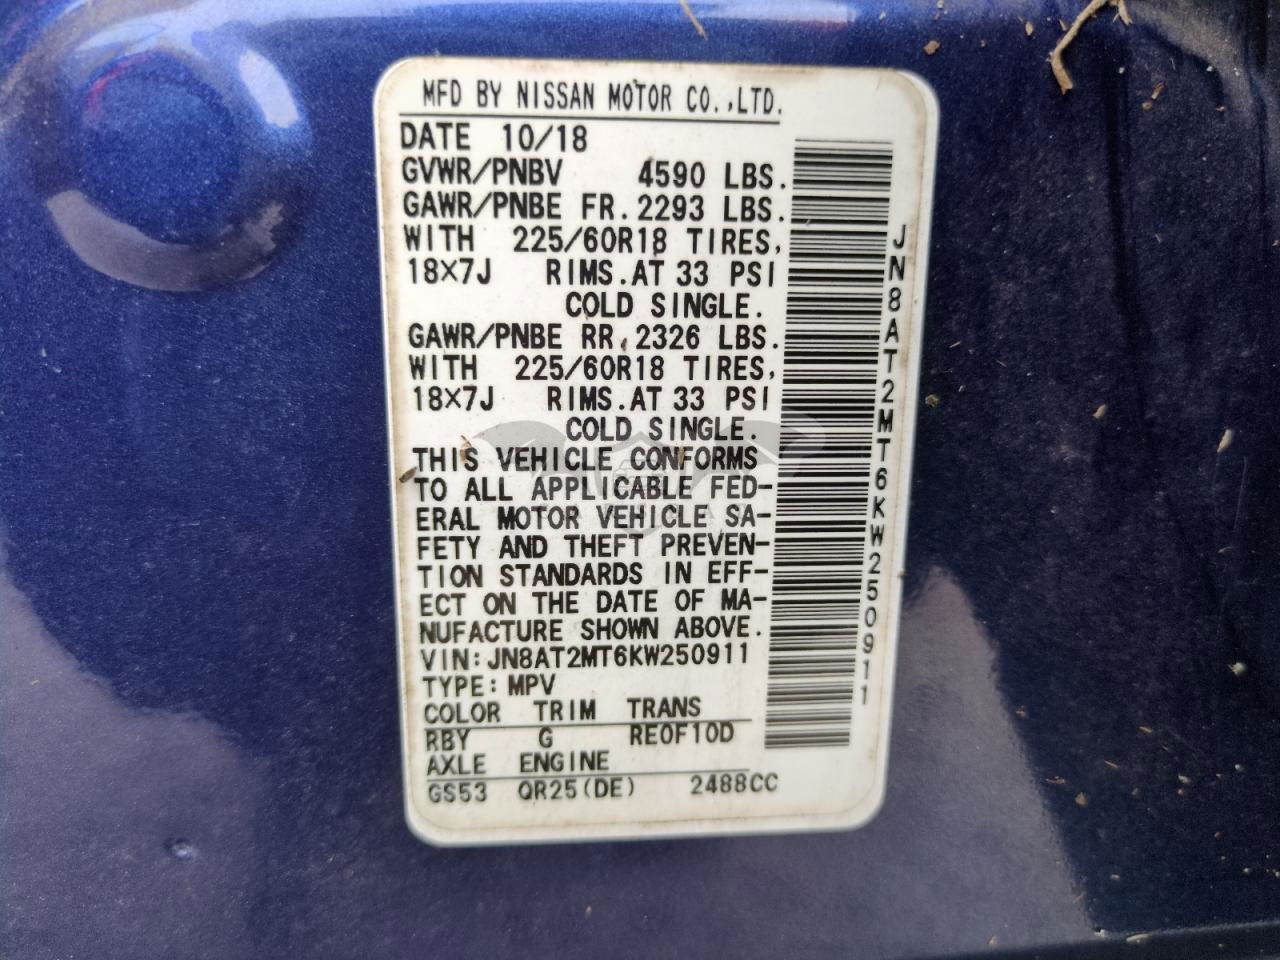 MFD BY NISSAN MOTOR CO.,LTD.
DATE 10/18
GVWR/PNBV 4590 LBS.
GAWR/PNBE FR. 2293 LBS.
WITH 225/60R18 TIRES,
18×7J RIMS. AT 33 PSI
COLD SINGLE.
GAWR/PNBE RR. 2326 LBS.
WITH 225/60R18 TIRES,
18×7J RIMS. AT 33 PSI
COLD SINGLE.
THIS VEHICLE CONFORMS
TO ALL APPLICABLE FED-
ERAL MOTOR VEHICLE SA-
FETY AND THEFT PREVEN-
TION STANDARDS IN EFF-
ECT ON THE DATE OF MA-
NUFACTURE SHOWN ABOVE.
VIN: JN8AT2MT6KW250911
TYPE: MPV
COLOR TRIM TRANS
RBY G RE0F10D
AXLE ENGINE
GS53 QR25(DE) 2488CC
JN8AT2MT6KW250911